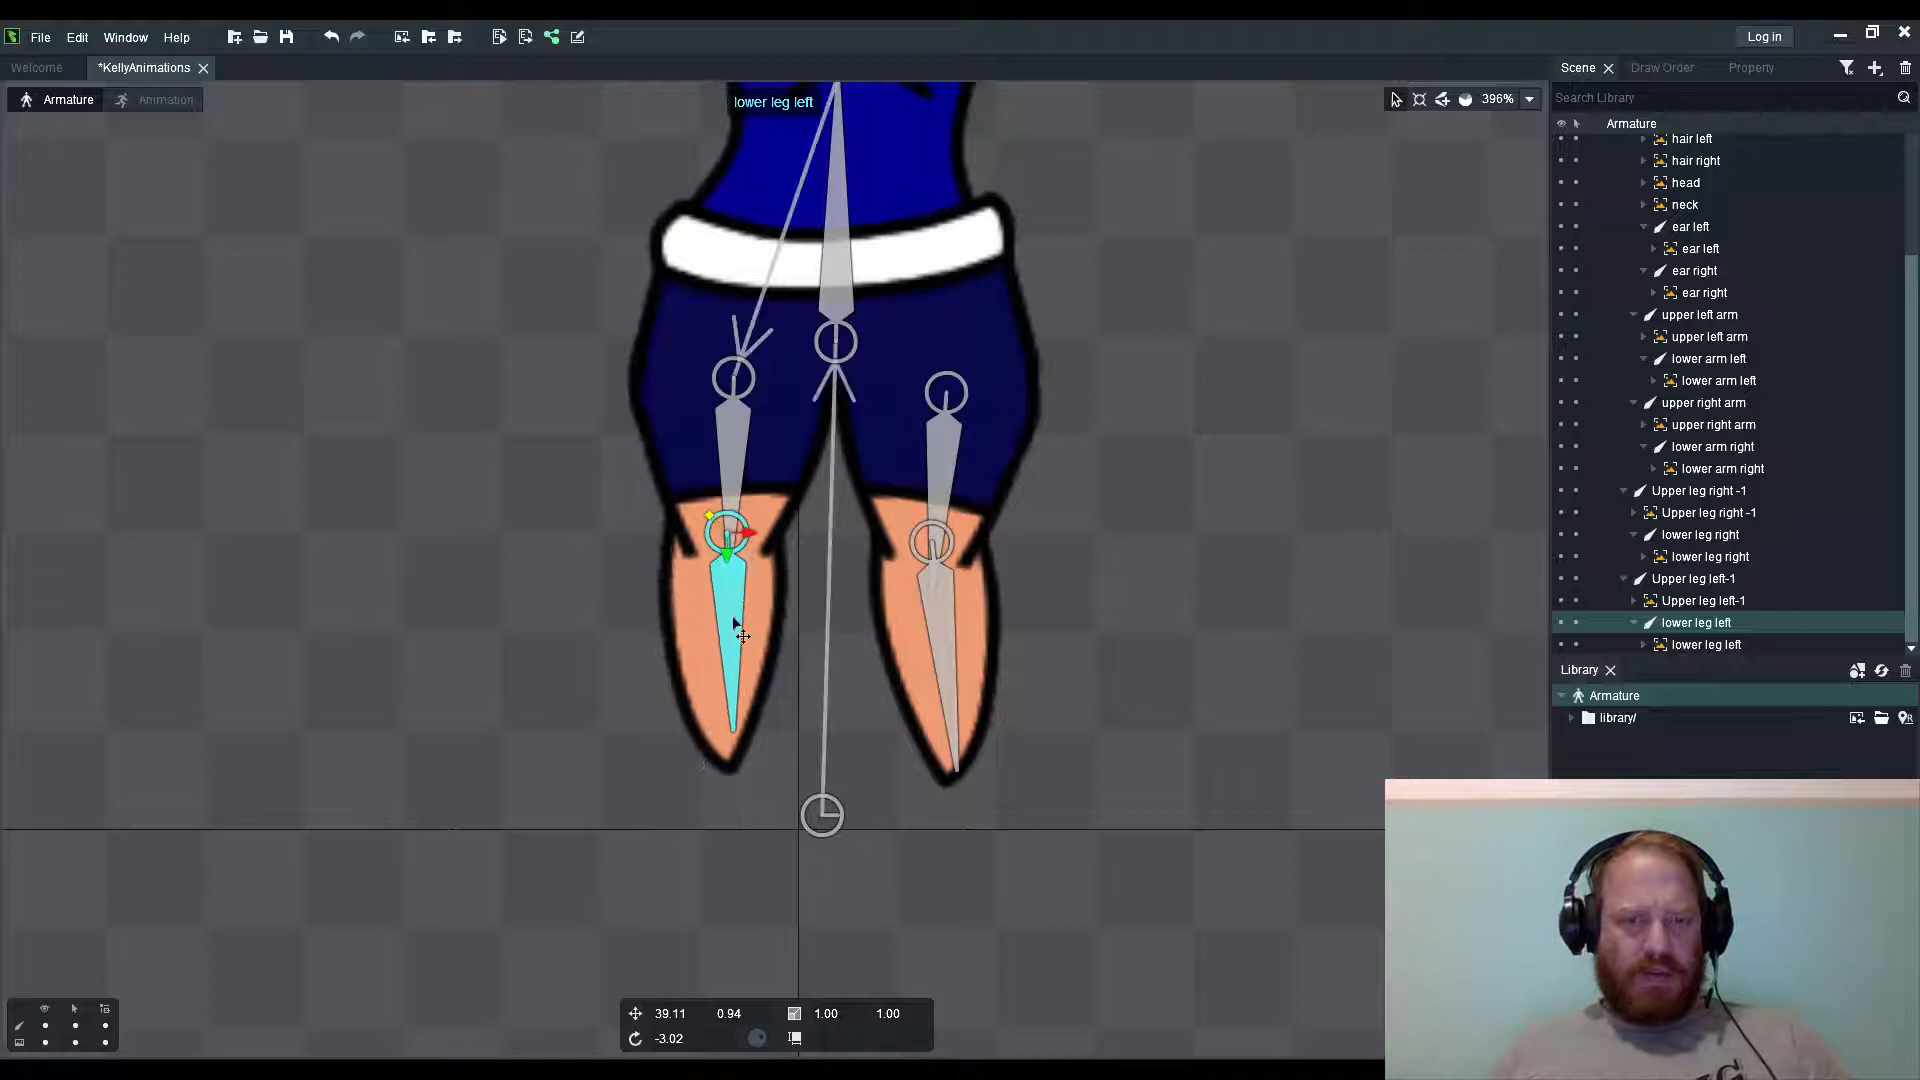 File Edit Window Help
Log in
Welcome *KellyAnimations
Scene Draw Order Property
Armature Animation
lower leg left
396%
Search Library
Armature
hair left
hair right
head
neck
ear left
ear left
ear right
ear right
upper left arm
upper left arm
lower arm left
lower arm left
upper right arm
upper right arm
lower arm right
lower arm right
Upper leg right -1
Upper leg right -1
lower leg right
lower leg right
Upper leg left-1
Upper leg left-1
lower leg left
lower leg left
Library
Armature
library/
39.11 0.94 1.00 1.00
-3.02